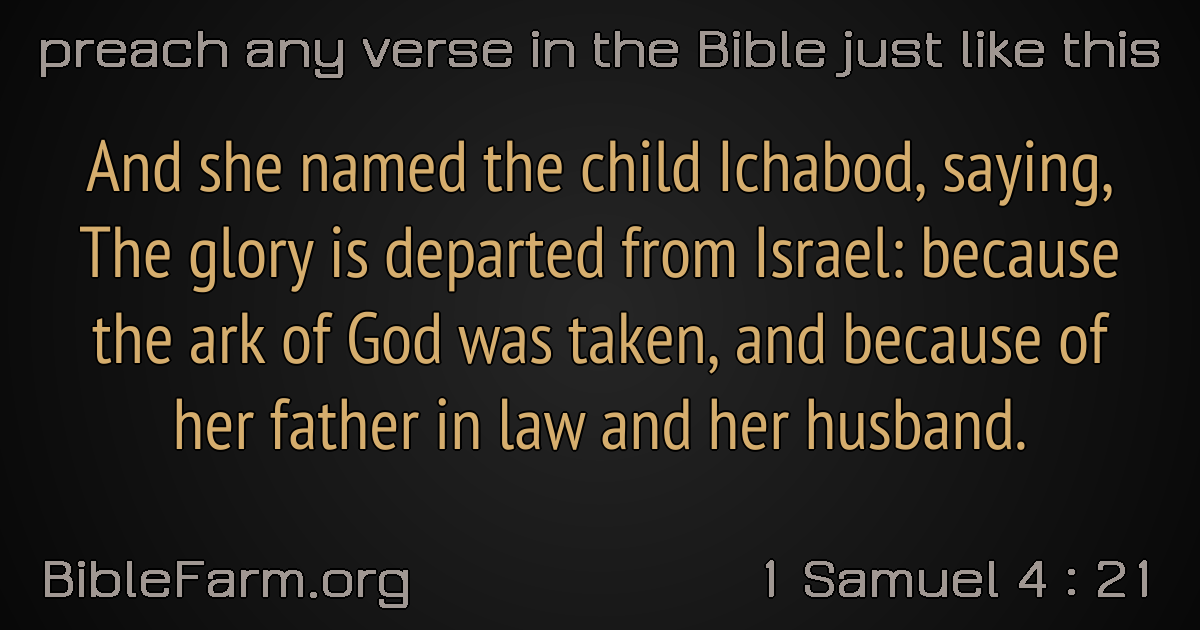 preach any verse in the Bible just like this
And she named the child Ichabod, saying,
The glory is departed from Israel: because
the ark of God was taken, and because of
her father in law and her husband.
BibleFarm.org
1 Samuel 4 : 21